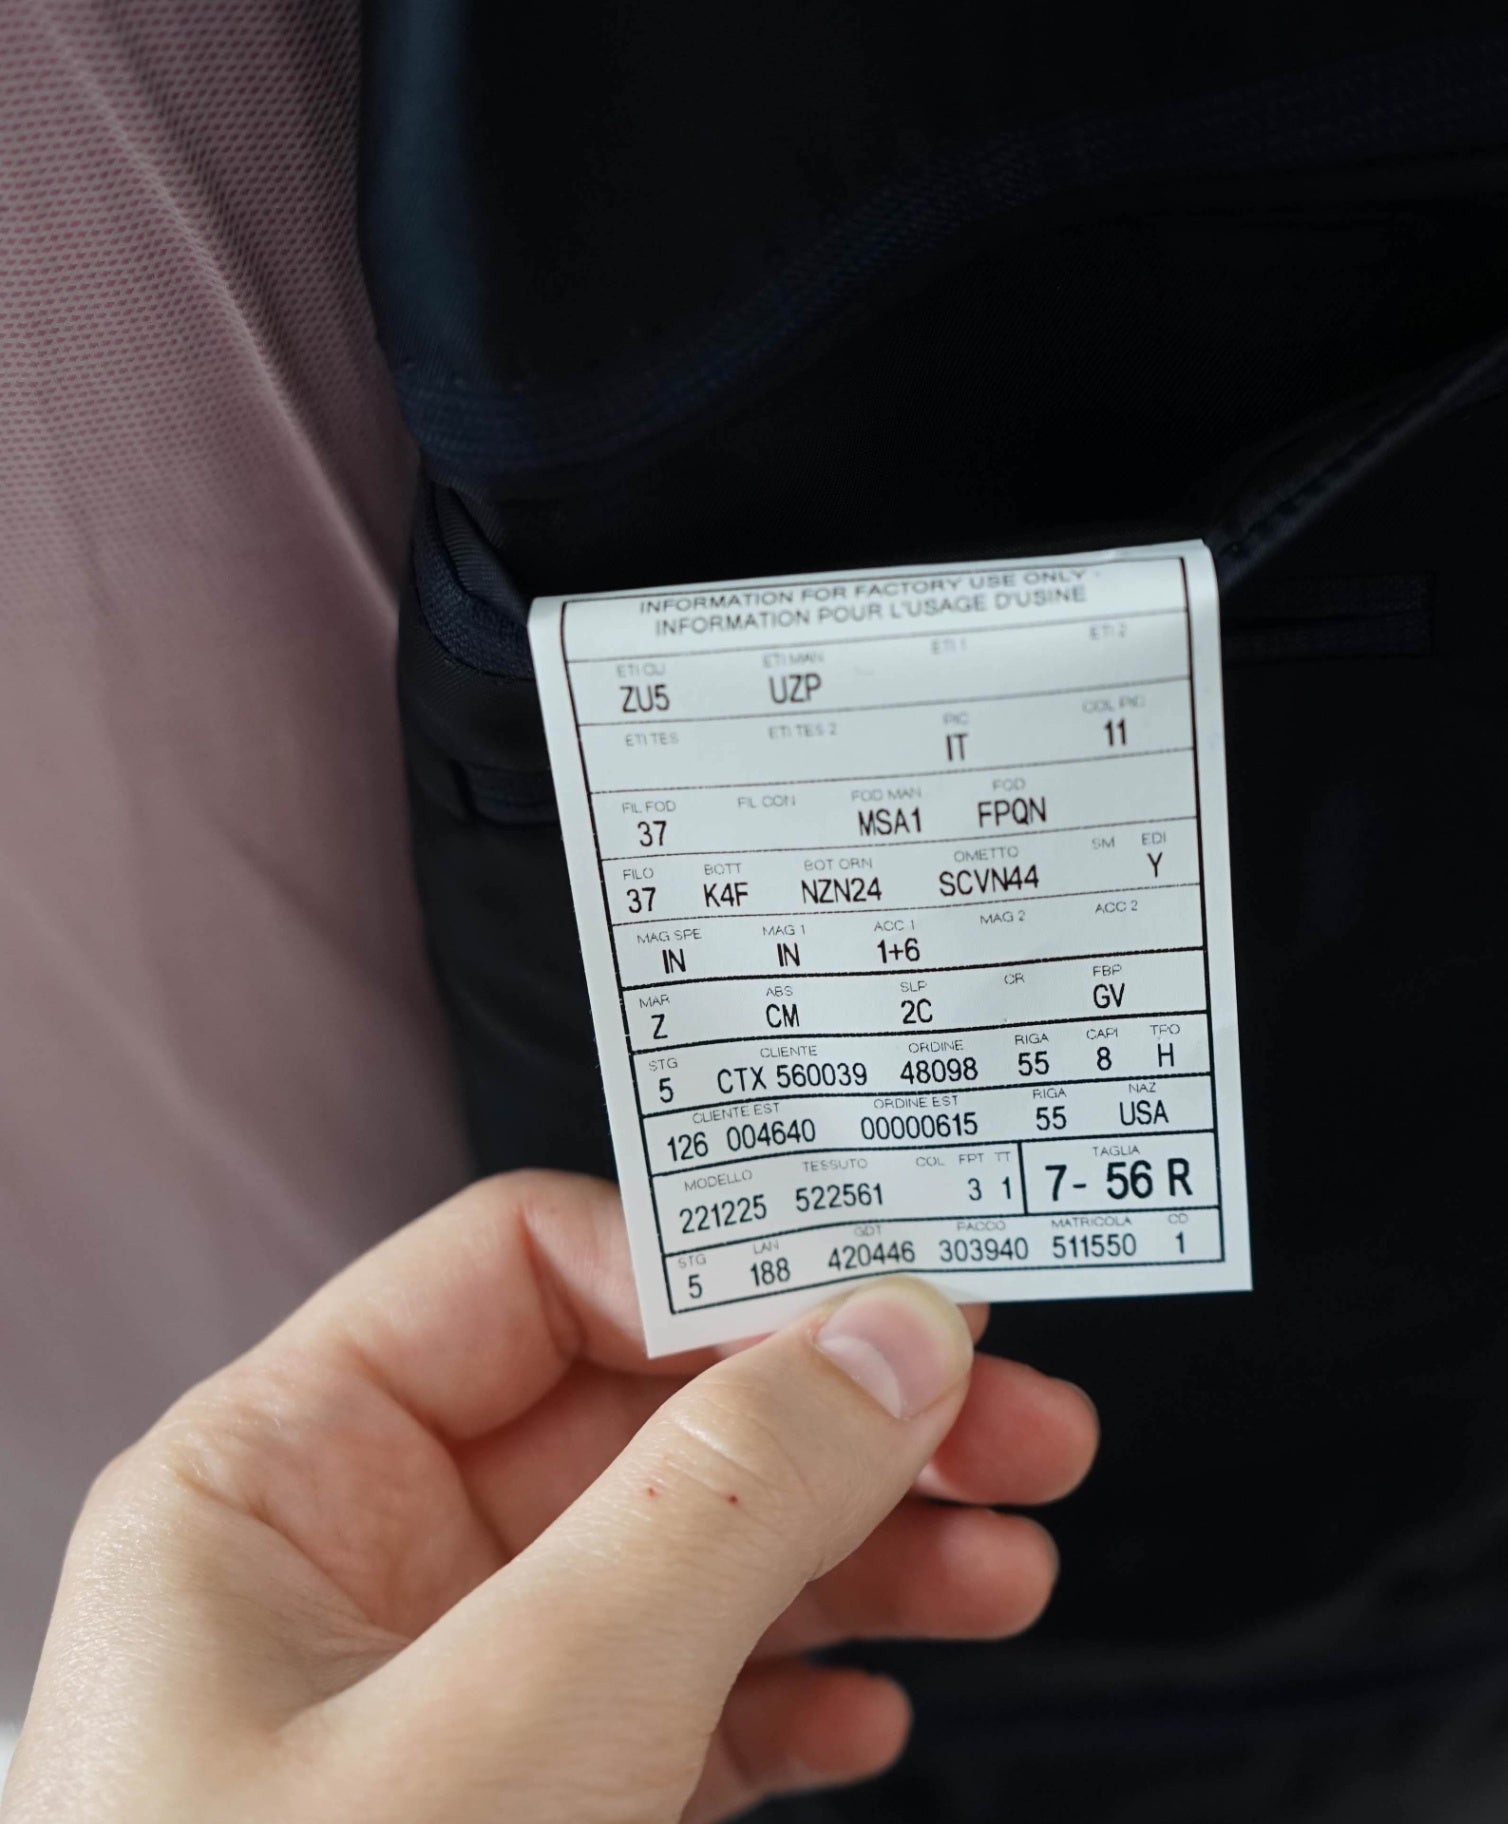 INFORMATION FOR FACTORY USE ONLY
INFORMATION POUR L'USAGE D'USINE
ETI CU ETI MAN ETI 1 ETI 2
ZU5 UZP
ETI TES ETI TES 2 PIC COL PIC
IT 11
FIL FOD FIL CON FOD MAN FOD
37 MSA1 FPQN
FILO BOTT BOT ORN OMETTO SM EDI
37 K4F NZN24 SCVN44 Y
MAG SPE MAG 1 ACC 1 MAG 2 ACC 2
IN IN 1+6
MAR ABS SLP CR FBP
Z CM 2C GV
STG CLIENTE ORDINE RIGA CAPI TPO
5 CTX 560039 48098 55 8 H
CLIENTE EST ORDINE EST RIGA NAZ
126 004640 00000615 55 USA
MODELLO TESSUTO COL FPT TT TAGLIA
221225 522561 3 1 7- 56 R
STG LAN GDT PACCO MATRICOLA CD
5 188 420446 303940 511550 1